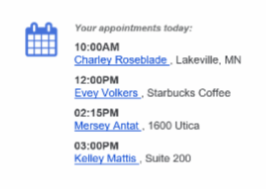 Your appointments today:
10:00AM
Charley Roseblade , Lakeville, MN
12:00PM
Evey Volkers , Starbucks Coffee
02:15PM
Mersey Antat , 1600 Utica
03:00PM
Kelley Mattis , Suite 200